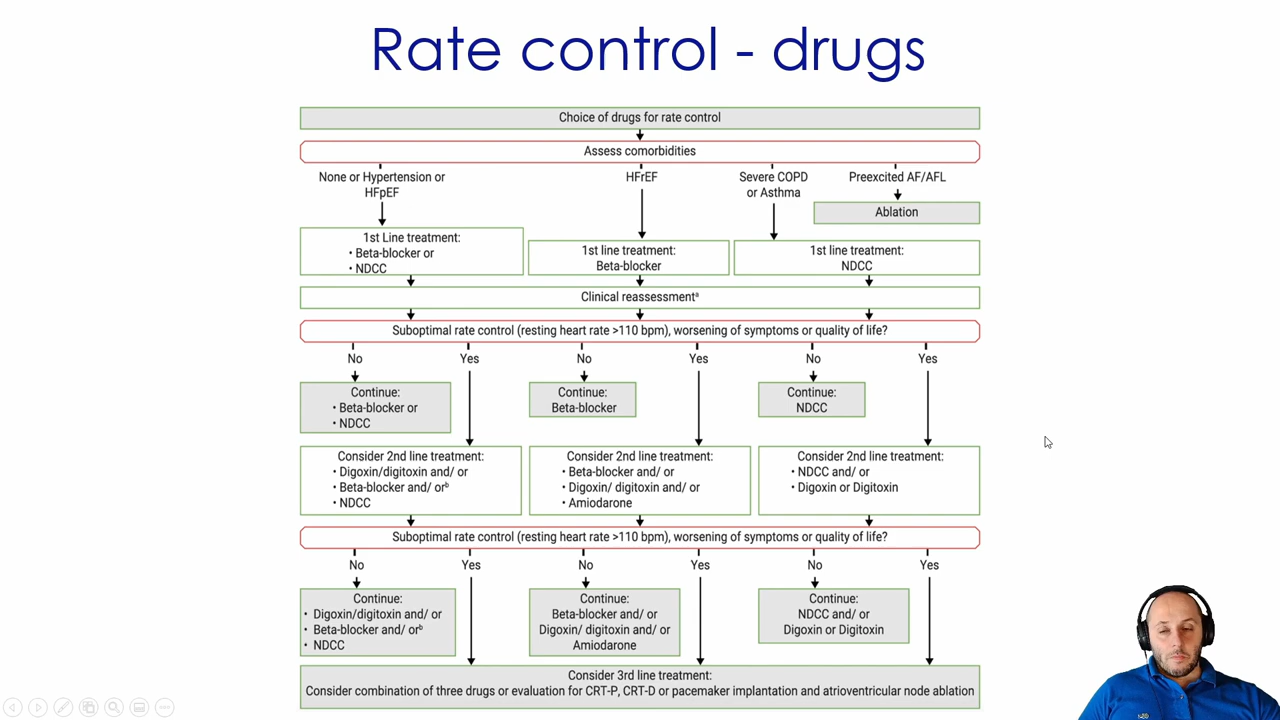 Rate control - drugs
Choice of drugs for rate control
Assess comorbidities
None or Hypertension or
HFpEF
HFrEF
Severe COPD
or Asthma
Preexcited AF/AFL
Ablation
1st Line treatment:
• Beta-blocker or
• NDCC
1st line treatment:
Beta-blocker
1st line treatment:
NDCC
Clinical reassessmentᵃ
Suboptimal rate control (resting heart rate >110 bpm), worsening of symptoms or quality of life?
No
Yes
No
Yes
No
Yes
Continue:
• Beta-blocker or
• NDCC
Continue:
Beta-blocker
Continue:
NDCC
Consider 2nd line treatment:
• Digoxin/digitoxin and/ or
• Beta-blocker and/ orᵇ
• NDCC
Consider 2nd line treatment:
• Beta-blocker and/ or
• Digoxin/ digitoxin and/ or
• Amiodarone
Consider 2nd line treatment:
• NDCC and/ or
• Digoxin or Digitoxin
Suboptimal rate control (resting heart rate >110 bpm), worsening of symptoms or quality of life?
No
Yes
No
Yes
No
Yes
Continue:
• Digoxin/digitoxin and/ or
• Beta-blocker and/ orᵇ
• NDCC
Continue:
Beta-blocker and/ or
Digoxin/ digitoxin and/ or
Amiodarone
Continue:
NDCC and/ or
Digoxin or Digitoxin
Consider 3rd line treatment:
Consider combination of three drugs or evaluation for CRT-P, CRT-D or pacemaker implantation and atrioventricular node ablation